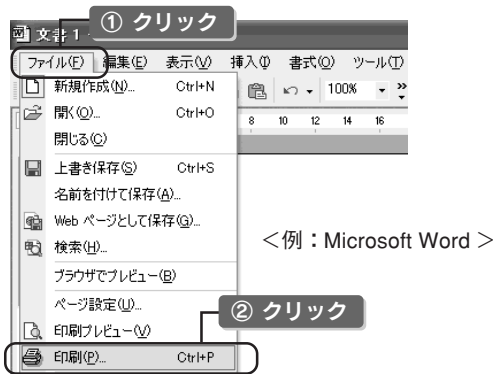 ① クリック
文書 1 -
ファイル(F) 編集(E) 表示(V) 挿入(I) 書式(O) ツール(T)
新規作成(N)... Ctrl+N
100%
開く(O)... Ctrl+O
8 10 12 14 16
閉じる(C)
上書き保存(S) Ctrl+S
名前を付けて保存(A)...
Web ページとして保存(G)...
検索(H)...
<例：Microsoft Word >
ブラウザでプレビュー(B)
ページ設定(U)...
② クリック
印刷プレビュー(V)
印刷(P)... Ctrl+P